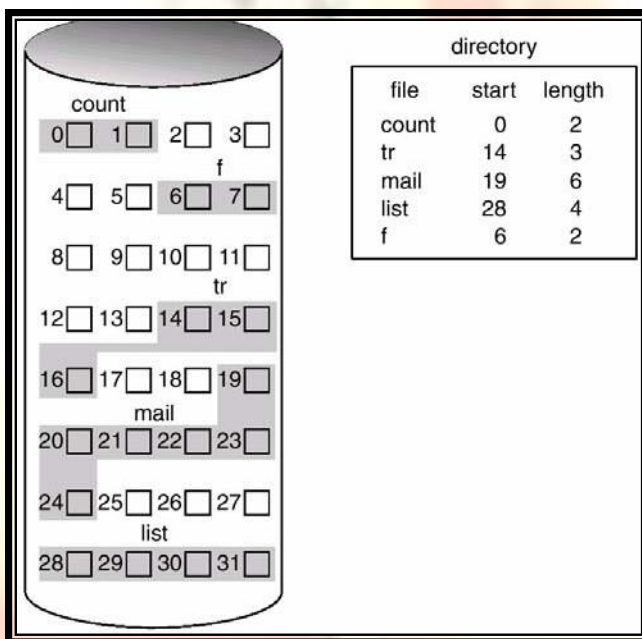 count
0 1 2 3
f
4 5 6 7
8 9 10 11
tr
12 13 14 15
16 17 18 19
mail
20 21 22 23
24 25 26 27
list
28 29 30 31
directory
file start length
count 0 2
tr 14 3
mail 19 6
list 28 4
f 6 2